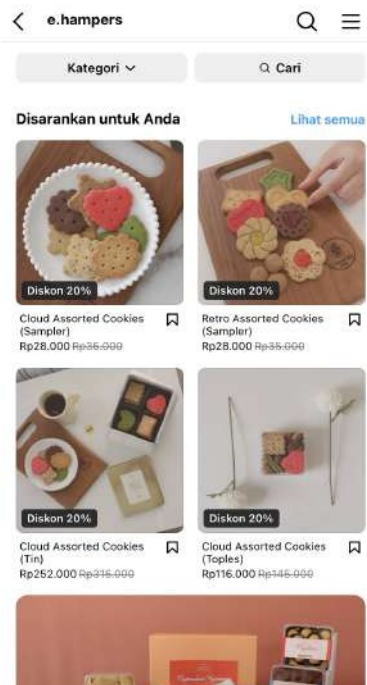 e.hampers
Kategori
Cari
Disarankan untuk Anda
Lihat semua
Diskon 20%
Cloud Assorted Cookies
(Sampler)
Rp28.000 Rp35.000
Diskon 20%
Retro Assorted Cookies
(Sampler)
Rp28.000 Rp35.000
Diskon 20%
Cloud Assorted Cookies
(Tin)
Rp252.000 Rp315.000
Diskon 20%
Cloud Assorted Cookies
(Toples)
Rp116.000 Rp145.000